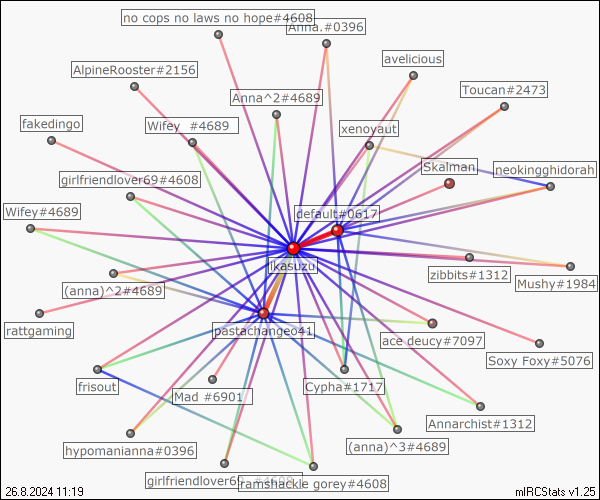 no cops no laws no hope#4608
Anna.#0396
avelicious
AlpineRooster#2156
Toucan#2473
Anna^2#4689
fakedingo
Wifey #4689
xenoyaut
Skalman
neokingghidorah
girlfriendlover69#4608
Wifey#4689
default#0617
ikasuzu
zibbits#1312
Mushy#1984
(anna)^2#4689
rattgaming
pastachangeo41
ace deucy#7097
Soxy Foxy#5076
frisout
Mad #6901
Cypha#1717
Annarchist#1312
hypomanianna#0396
(anna)^3#4689
girlfriendlover69
ramshackle gorey#4608
26.8.2024 11:19
mIRCStats v1.25